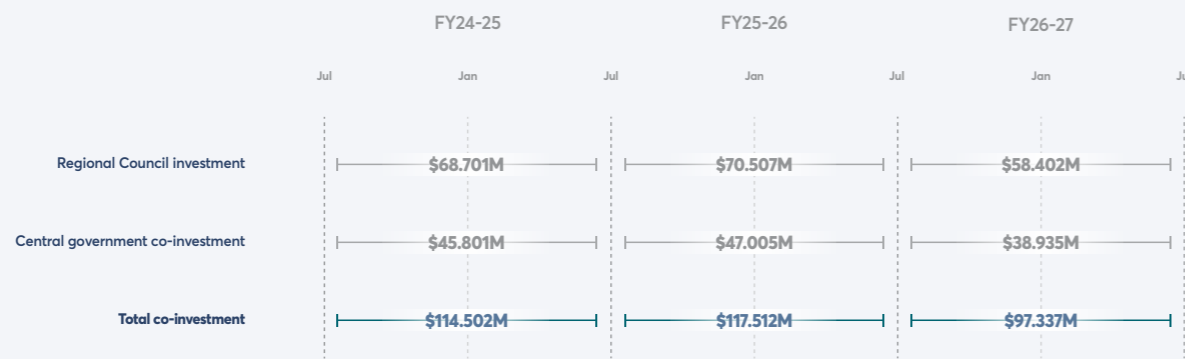 FY24-25 FY25-26 FY26-27
Jul Jan Jul Jan Jul Jan
Regional Council investment $68.701M $70.507M $58.402M
Central government co-investment $45.801M $47.005M $38.935M
Total co-investment $114.502M $117.512M $97.337M